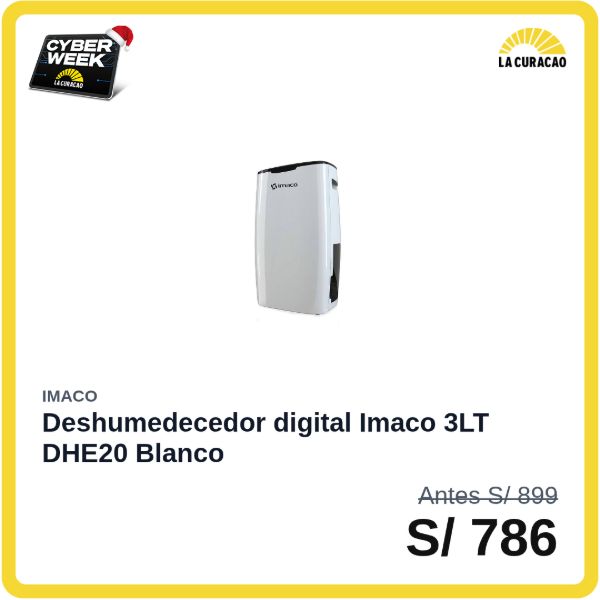 CYBER
WEEK
LA CURACAO
LA CURACAO
imaco
IMACO
Deshumedecedor digital Imaco 3LT
DHE20 Blanco
Antes S/ 899
S/ 786